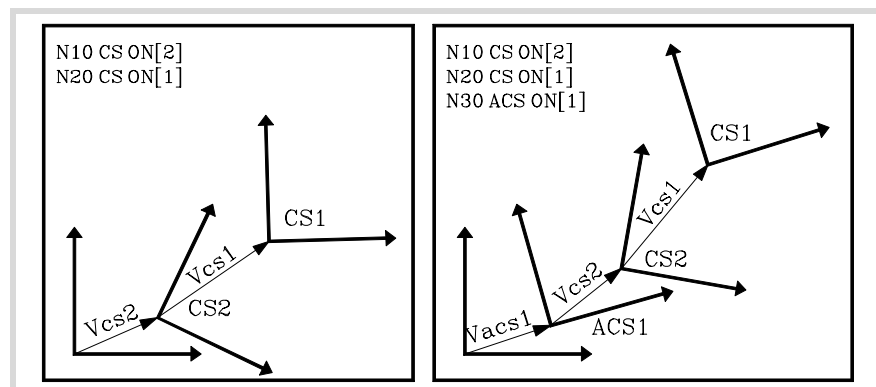 N10 CS ON[2]
N20 CS ON[1]
CS1
Vcs1
CS2
Vcs2
N10 CS ON[2]
N20 CS ON[1]
N30 ACS ON[1]
CS1
Vcs1
CS2
Vcs2
Vacs1
ACS1